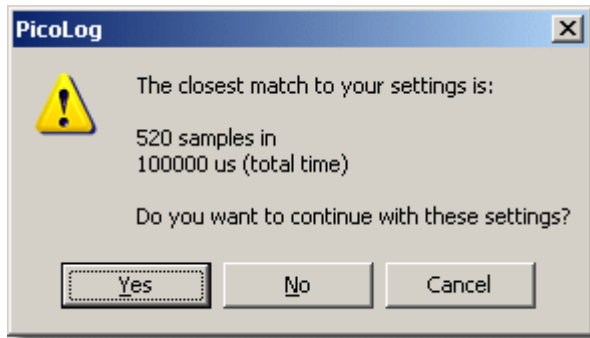 PicoLog
The closest match to your settings is:
520 samples in
100000 us (total time)
Do you want to continue with these settings?
Yes
No
Cancel